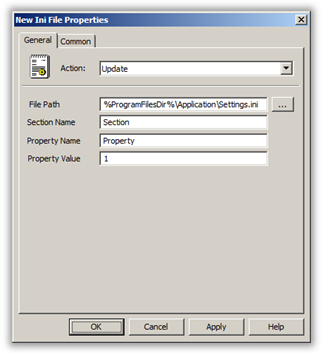 New Ini File Properties
General Common
Action: Update
File Path %ProgramFilesDir%\Application\Settings.ini ...
Section Name Section
Property Name Property
Property Value 1
OK Cancel Apply Help